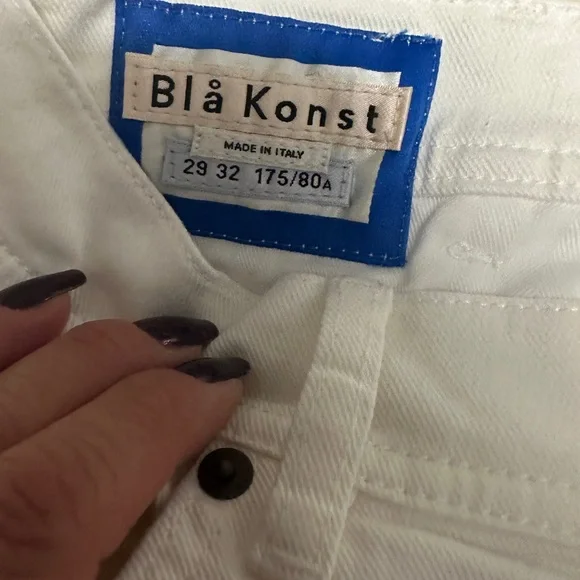 Blå Konst
MADE IN ITALY
29 32 175/80A